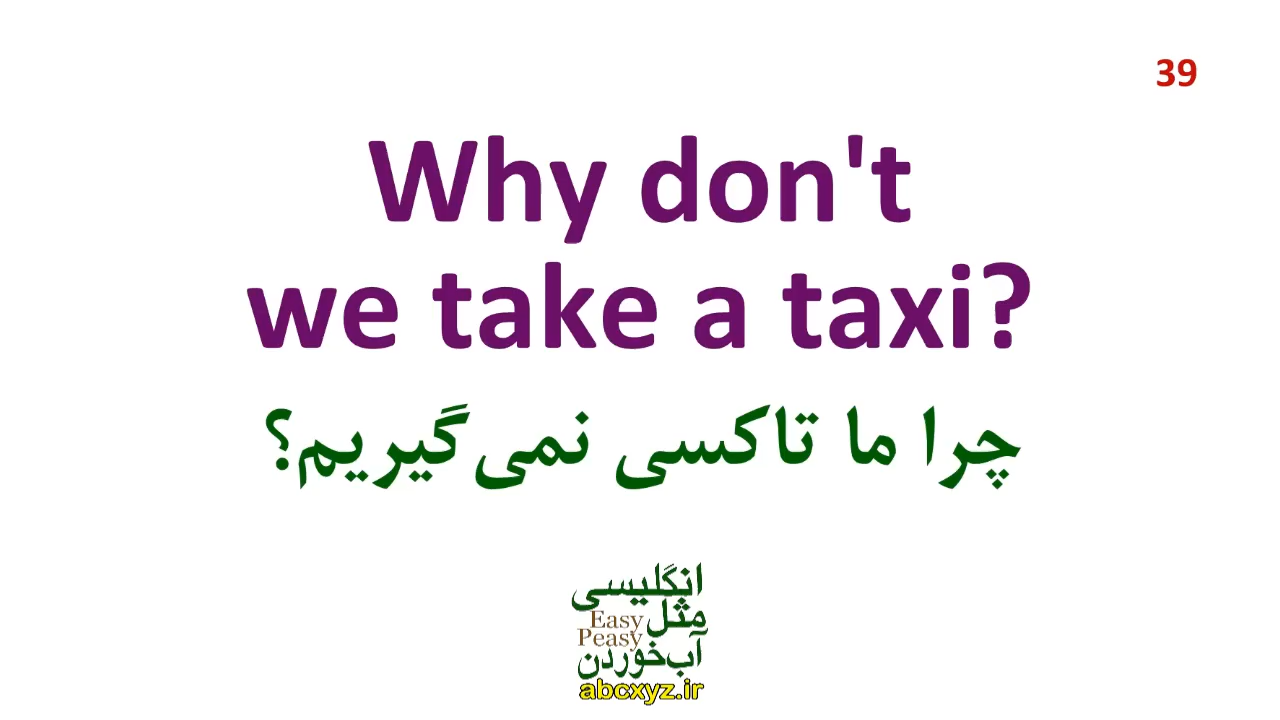 39
Why don't
we take a taxi?
چرا ما تاکسی نمی‌گیریم؟
انگلیسی
مثل
Easy
Peasy
آب‌خوردن
abcxyz.ir